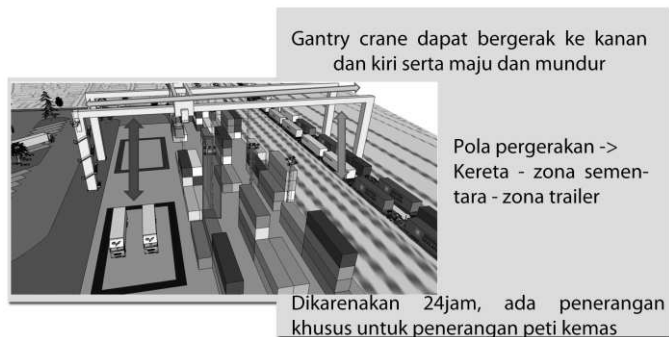 Gantry crane dapat bergerak ke kanan
dan kiri serta maju dan mundur
Pola pergerakan ->
Kereta - zona semen-
tara - zona trailer
Dikarenakan 24jam, ada penerangan
khusus untuk penerangan peti kemas